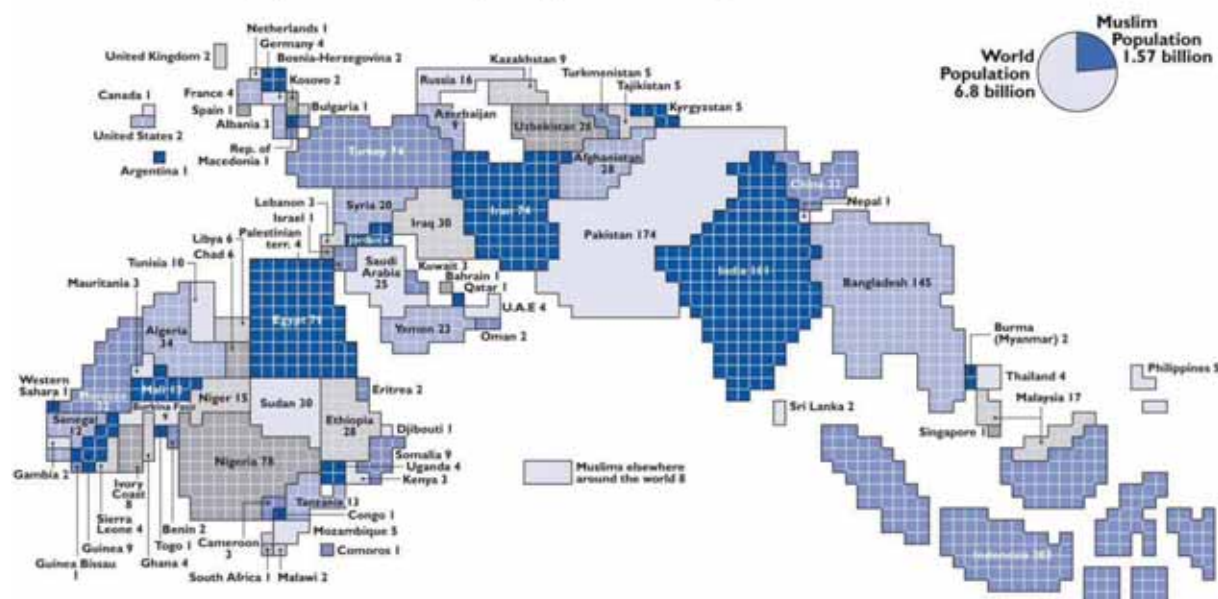 Netherlands 1
Germany 4
United Kingdom 2
Bosnia-Herzegovina 2
Kosovo 2
Kazakhstan 9
Russia 16
Turkmenistan 5
Tajikistan 5
Kyrgyzstan 5
World
Population
6.8 billion
Muslim
Population
1.57 billion
Canada 1
France 4
Spain 1
Bulgaria 1
Albania 3
United States 2
Azerbaijan
9
Uzbekistan 26
Rep. of
Macedonia 1
Argentina 1
Turkey 74
Afghanistan
28
China 22
Lebanon 3
Syria 20
Nepal 1
Israel 1
Iraq 30
Iran 74
Pakistan 174
Libya 6
Palestinian
terr. 4
Jordan 6
Chad 6
Tunisia 10
Saudi
Arabia
25
Kuwait 3
Bahrain 1
Qatar 1
India 161
Bangladesh 145
Mauritania 3
U.A.E 4
Algeria
34
Egypt 79
Yemen 23
Oman 2
Burma
(Myanmar) 2
Western
Sahara 1
Mali 12
Burkina Faso
9
Niger 15
Sudan 30
Eritrea 2
Thailand 4
Philippines 5
Malaysia 17
Senegal
12
Ethiopia
28
Djibouti 1
Sri Lanka 2
Singapore 1
Somalia 9
Gambia 2
Nigeria 78
Uganda 4
Kenya 3
Muslims elsewhere
around the world 8
Ivory
Coast
8
Tanzania 13
Sierra
Leone 4
Benin 2
Congo 1
Guinea 9
Togo 1
Cameroon
3
Mozambique 5
Guinea Bissau
1
Ghana 4
Comoros 1
South Africa 1
Malawi 2
Indonesia 203